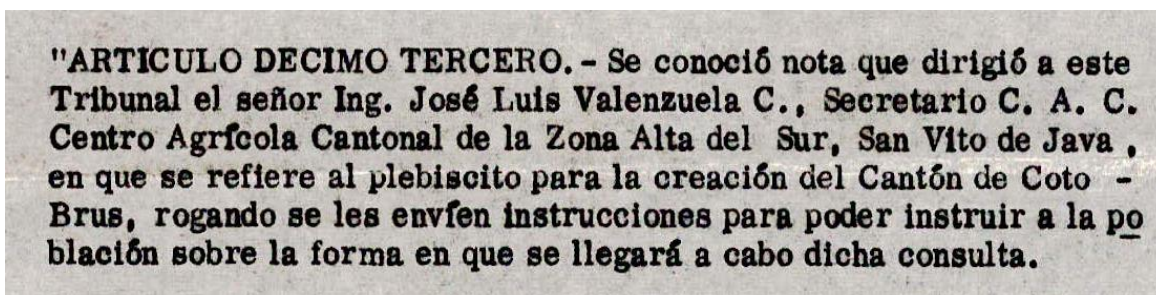 "ARTICULO DECIMO TERCERO. - Se conoció nota que dirigió a este
Tribunal el señor Ing. José Luis Valenzuela C., Secretario C. A. C.
Centro Agrícola Cantonal de la Zona Alta del Sur, San Vito de Java ,
en que se refiere al plebiscito para la creación del Cantón de Coto -
Brus, rogando se les envíen instrucciones para poder instruir a la po
blación sobre la forma en que se llegará a cabo dicha consulta.